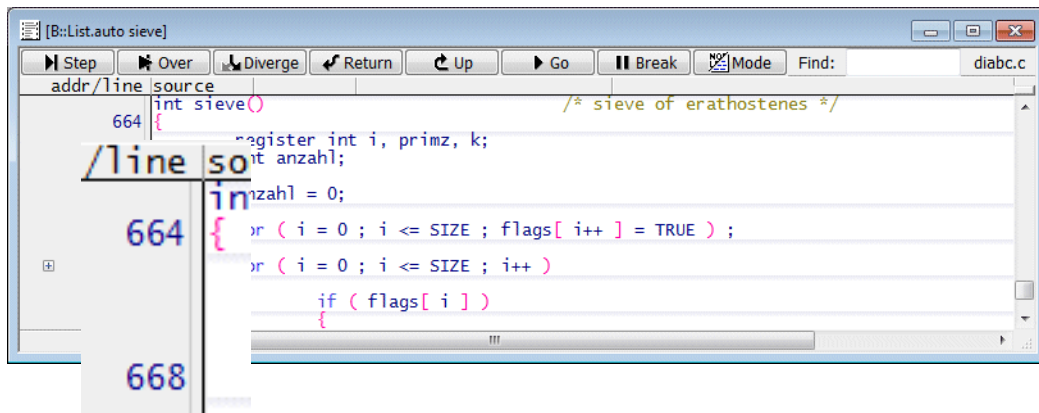 [B::List.auto sieve]
Step Over Diverge Return Up Go Break Mode Find: diabc.c
addr/line source
int sieve() /* sieve of erathostenes */
664 {
register int i, primz, k;
nt anzahl;
nzahl = 0;
or ( i = 0 ; i <= SIZE ; flags[ i++ ] = TRUE ) ;
or ( i = 0 ; i <= SIZE ; i++ )
if ( flags[ i ] )
{
/line so
in
664 {
668